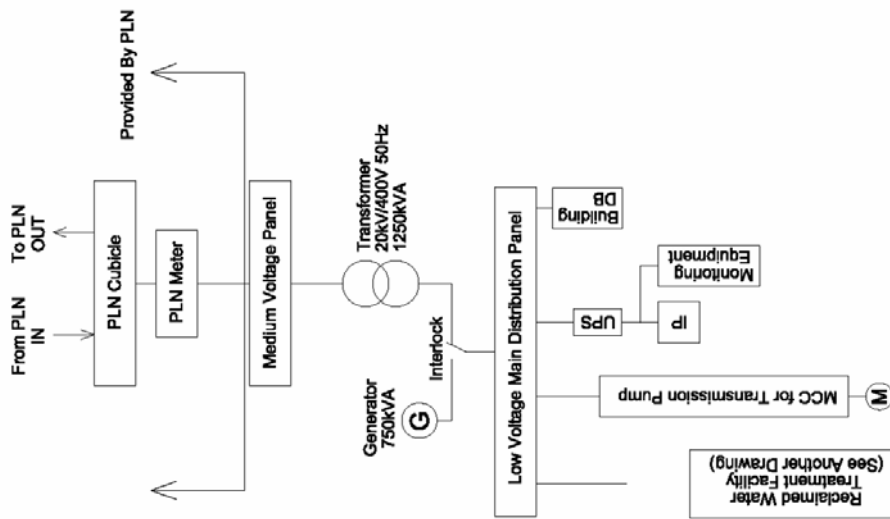 From PLN
IN
To PLN
OUT
PLN Cubicle
Provided By PLN
PLN Meter
Medium Voltage Panel
Transformer
20kV/400V 50Hz
1250kVA
Generator
750kVA
G
Interlock
Low Voltage Main Distribution Panel
Building
DB
UPS
Monitoring
Equipment
IP
MCC for Transmission Pump
M
Reclaimed Water
Treatment Facility
(See Another Drawing)